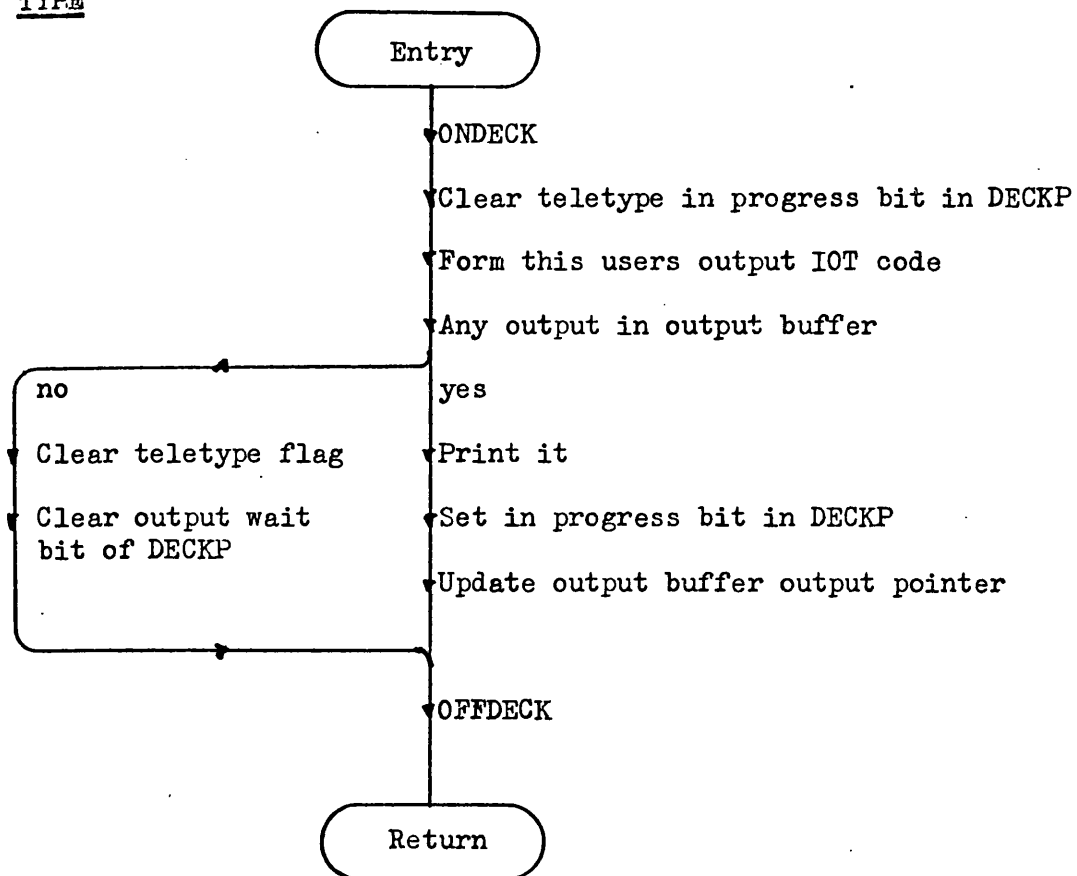 TYPE
Entry
ONDECK
Clear teletype in progress bit in DECKP
Form this users output IOT code
Any output in output buffer
no
yes
Clear teletype flag
Print it
Clear output wait
bit of DECKP
Set in progress bit in DECKP
Update output buffer output pointer
OFFDECK
Return